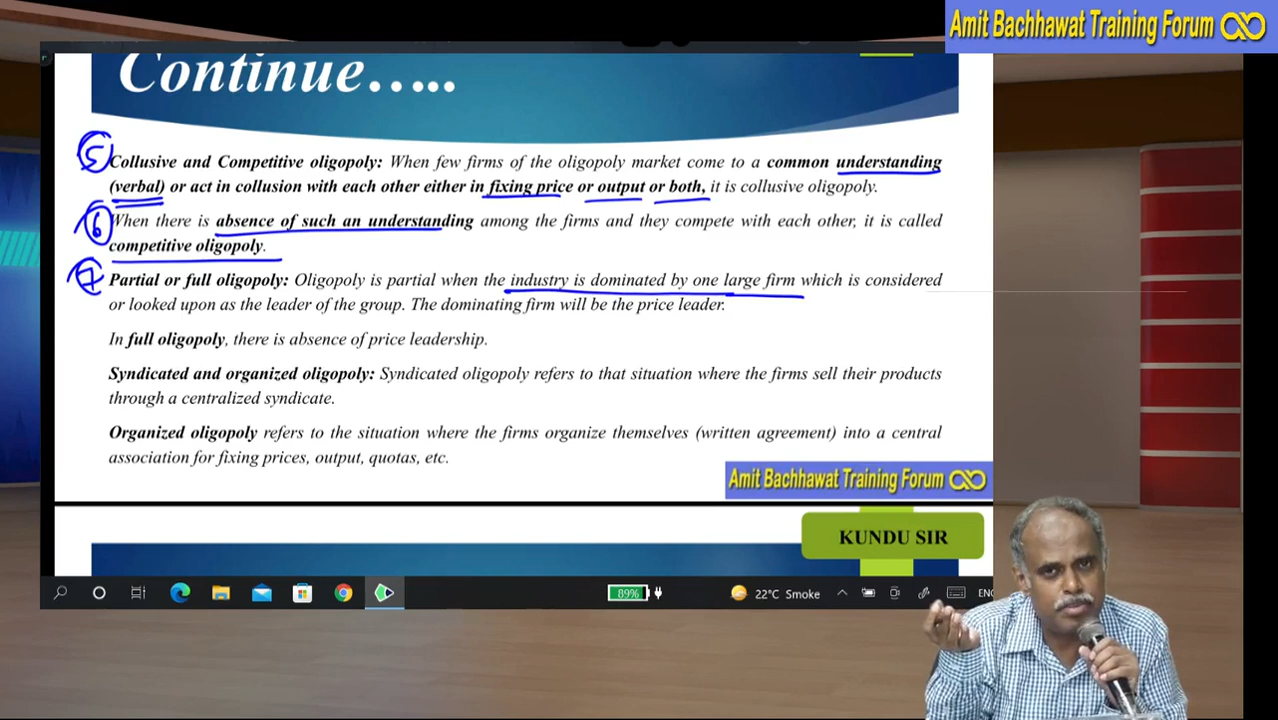 Amit Bachhawat Training Forum
Continue…..
5
Collusive and Competitive oligopoly: When few firms of the oligopoly market come to a common understanding
(verbal) or act in collusion with each other either in fixing price or output or both, it is collusive oligopoly.
6
When there is absence of such an understanding among the firms and they compete with each other, it is called
competitive oligopoly.
7
Partial or full oligopoly: Oligopoly is partial when the industry is dominated by one large firm which is considered
or looked upon as the leader of the group. The dominating firm will be the price leader.
In full oligopoly, there is absence of price leadership.
Syndicated and organized oligopoly: Syndicated oligopoly refers to that situation where the firms sell their products
through a centralized syndicate.
Organized oligopoly refers to the situation where the firms organize themselves (written agreement) into a central
association for fixing prices, output, quotas, etc.
Amit Bachhawat Training Forum
KUNDU SIR
89%
22°C Smoke
ENG